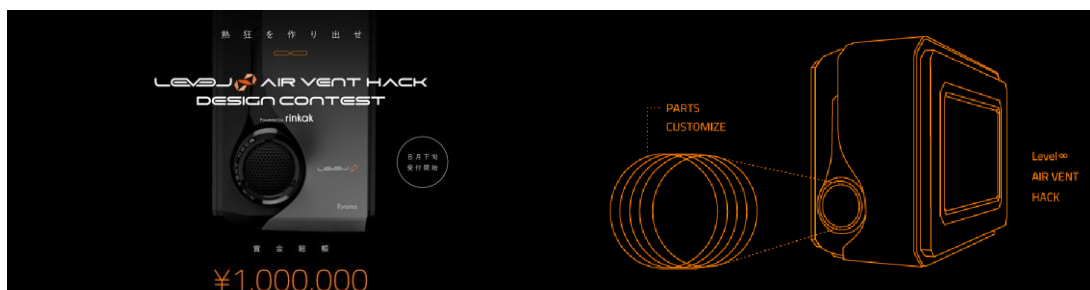 熱狂を作り出せ
LEVEL∞ AIR VENT HACK
DESIGN CONTEST
Powered by rinkak
8月下旬
受付開始
LEVEL∞
iiyama
賞金総額
¥1,000,000
PARTS
CUSTOMIZE
Level∞
AIR VENT
HACK